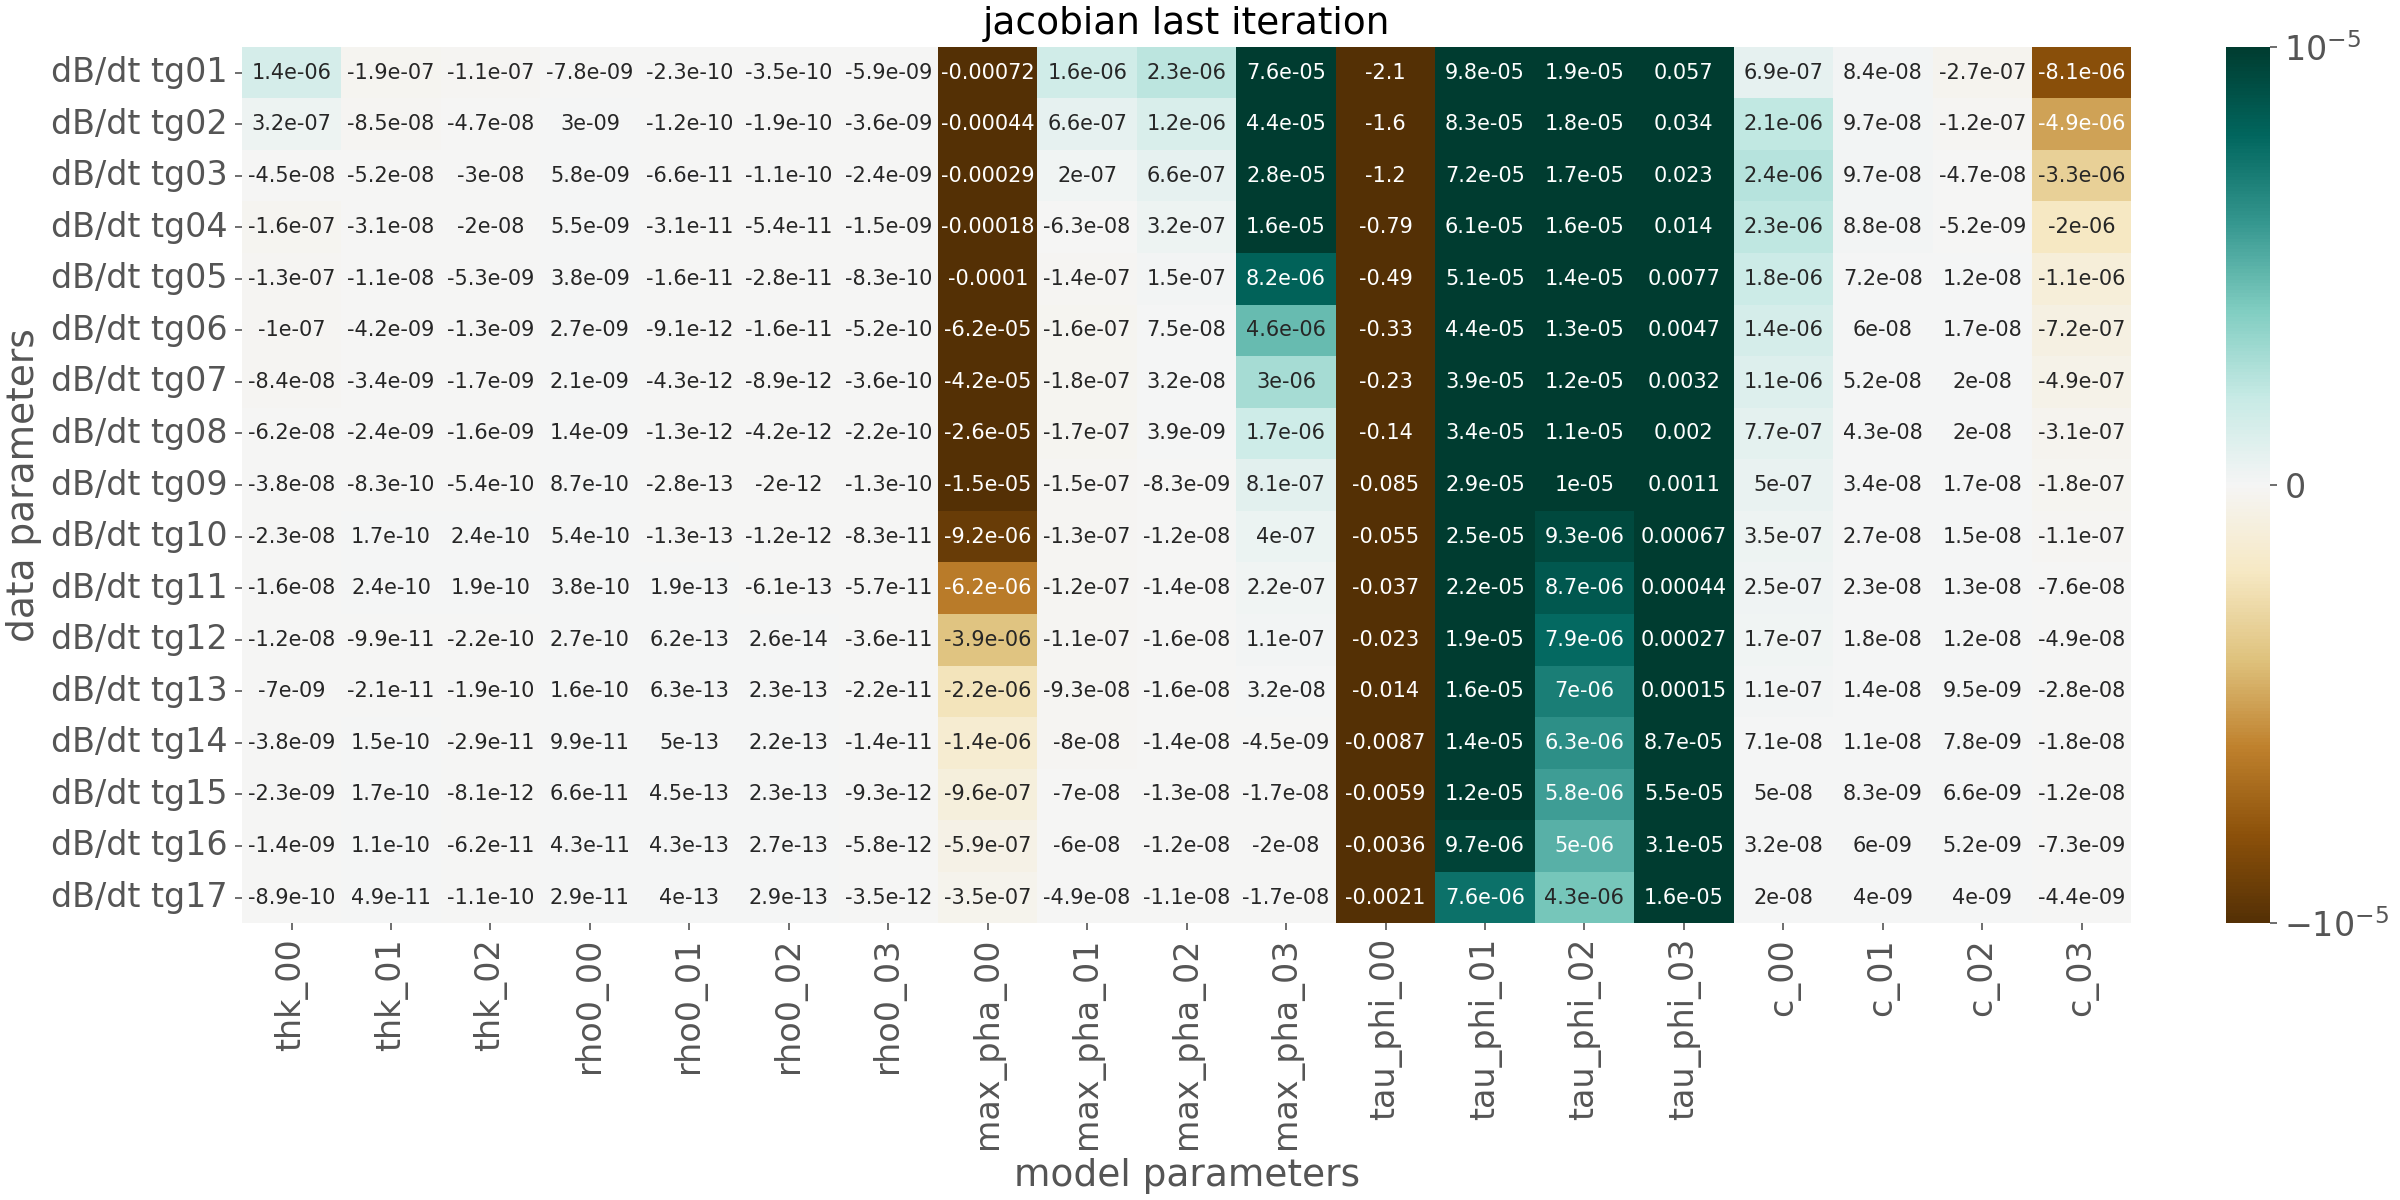 jacobian last iteration
data parameters
dB/dt tg01 1.4e-06 -1.9e-07 -1.1e-07 -7.8e-09 -2.3e-10 -3.5e-10 -5.9e-09 -0.00072 1.6e-06 2.3e-06 7.6e-05 -2.1 9.8e-05 1.9e-05 0.057 6.9e-07 8.4e-08 -2.7e-07 -8.1e-06
dB/dt tg02 3.2e-07 -8.5e-08 -4.7e-08 3e-09 -1.2e-10 -1.9e-10 -3.6e-09 -0.00044 6.6e-07 1.2e-06 4.4e-05 -1.6 8.3e-05 1.8e-05 0.034 2.1e-06 9.7e-08 -1.2e-07 -4.9e-06
dB/dt tg03 -4.5e-08 -5.2e-08 -3e-08 5.8e-09 -6.6e-11 -1.1e-10 -2.4e-09 -0.00029 2e-07 6.6e-07 2.8e-05 -1.2 7.2e-05 1.7e-05 0.023 2.4e-06 9.7e-08 -4.7e-08 -3.3e-06
dB/dt tg04 -1.6e-07 -3.1e-08 -2e-08 5.5e-09 -3.1e-11 -5.4e-11 -1.5e-09 -0.00018 -6.3e-08 3.2e-07 1.6e-05 -0.79 6.1e-05 1.6e-05 0.014 2.3e-06 8.8e-08 -5.2e-09 -2e-06
dB/dt tg05 -1.3e-07 -1.1e-08 -5.3e-09 3.8e-09 -1.6e-11 -2.8e-11 -8.3e-10 -0.0001 -1.4e-07 1.5e-07 8.2e-06 -0.49 5.1e-05 1.4e-05 0.0077 1.8e-06 7.2e-08 1.2e-08 -1.1e-06
dB/dt tg06 -1e-07 -4.2e-09 -1.3e-09 2.7e-09 -9.1e-12 -1.6e-11 -5.2e-10 -6.2e-05 -1.6e-07 7.5e-08 4.6e-06 -0.33 4.4e-05 1.3e-05 0.0047 1.4e-06 6e-08 1.7e-08 -7.2e-07
dB/dt tg07 -8.4e-08 -3.4e-09 -1.7e-09 2.1e-09 -4.3e-12 -8.9e-12 -3.6e-10 -4.2e-05 -1.8e-07 3.2e-08 3e-06 -0.23 3.9e-05 1.2e-05 0.0032 1.1e-06 5.2e-08 2e-08 -4.9e-07
dB/dt tg08 -6.2e-08 -2.4e-09 -1.6e-09 1.4e-09 -1.3e-12 -4.2e-12 -2.2e-10 -2.6e-05 -1.7e-07 3.9e-09 1.7e-06 -0.14 3.4e-05 1.1e-05 0.002 7.7e-07 4.3e-08 2e-08 -3.1e-07
dB/dt tg09 -3.8e-08 -8.3e-10 -5.4e-10 8.7e-10 -2.8e-13 -2e-12 -1.3e-10 -1.5e-05 -1.5e-07 -8.3e-09 8.1e-07 -0.085 2.9e-05 1e-05 0.0011 5e-07 3.4e-08 1.7e-08 -1.8e-07
dB/dt tg10 -2.3e-08 1.7e-10 2.4e-10 5.4e-10 -1.3e-13 -1.2e-12 -8.3e-11 -9.2e-06 -1.3e-07 -1.2e-08 4e-07 -0.055 2.5e-05 9.3e-06 0.00067 3.5e-07 2.7e-08 1.5e-08 -1.1e-07
dB/dt tg11 -1.6e-08 2.4e-10 1.9e-10 3.8e-10 1.9e-13 -6.1e-13 -5.7e-11 -6.2e-06 -1.2e-07 -1.4e-08 2.2e-07 -0.037 2.2e-05 8.7e-06 0.00044 2.5e-07 2.3e-08 1.3e-08 -7.6e-08
dB/dt tg12 -1.2e-08 -9.9e-11 -2.2e-10 2.7e-10 6.2e-13 2.6e-14 -3.6e-11 -3.9e-06 -1.1e-07 -1.6e-08 1.1e-07 -0.023 1.9e-05 7.9e-06 0.00027 1.7e-07 1.8e-08 1.2e-08 -4.9e-08
dB/dt tg13 -7e-09 -2.1e-11 -1.9e-10 1.6e-10 6.3e-13 2.3e-13 -2.2e-11 -2.2e-06 -9.3e-08 -1.6e-08 3.2e-08 -0.014 1.6e-05 7e-06 0.00015 1.1e-07 1.4e-08 9.5e-09 -2.8e-08
dB/dt tg14 -3.8e-09 1.5e-10 -2.9e-11 9.9e-11 5e-13 2.2e-13 -1.4e-11 -1.4e-06 -8e-08 -1.4e-08 -4.5e-09 -0.0087 1.4e-05 6.3e-06 8.7e-05 7.1e-08 1.1e-08 7.8e-09 -1.8e-08
dB/dt tg15 -2.3e-09 1.7e-10 -8.1e-12 6.6e-11 4.5e-13 2.3e-13 -9.3e-12 -9.6e-07 -7e-08 -1.3e-08 -1.7e-08 -0.0059 1.2e-05 5.8e-06 5.5e-05 5e-08 8.3e-09 6.6e-09 -1.2e-08
dB/dt tg16 -1.4e-09 1.1e-10 -6.2e-11 4.3e-11 4.3e-13 2.7e-13 -5.8e-12 -5.9e-07 -6e-08 -1.2e-08 -2e-08 -0.0036 9.7e-06 5e-06 3.1e-05 3.2e-08 6e-09 5.2e-09 -7.3e-09
dB/dt tg17 -8.9e-10 4.9e-11 -1.1e-10 2.9e-11 4e-13 2.9e-13 -3.5e-12 -3.5e-07 -4.9e-08 -1.1e-08 -1.7e-08 -0.0021 7.6e-06 4.3e-06 1.6e-05 2e-08 4e-09 4e-09 -4.4e-09
thk_00 thk_01 thk_02 rho0_00 rho0_01 rho0_02 rho0_03 max_pha_00 max_pha_01 max_pha_02 max_pha_03 tau_phi_00 tau_phi_01 tau_phi_02 tau_phi_03 c_00 c_01 c_02 c_03
model parameters
10⁻⁵
0
−10⁻⁵